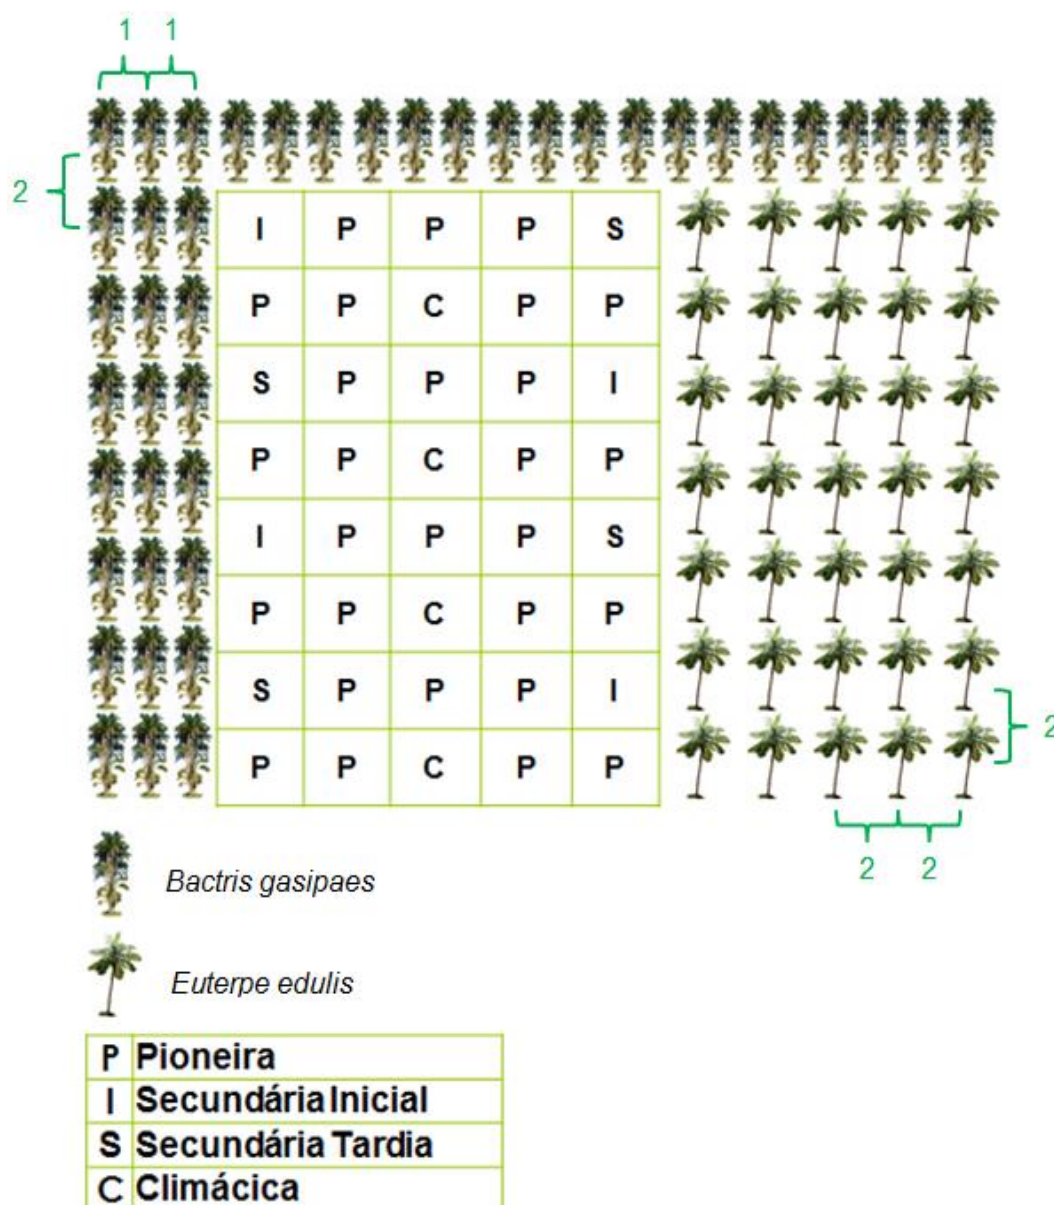 1 1
2
I P P P S
P P C P P
S P P P I
P P C P P
I P P P S
P P C P P
S P P P I
2
P P C P P
2 2
Bactris gasipaes
Euterpe edulis
P Pioneira
I Secundária Inicial
S Secundária Tardia
C Climácica